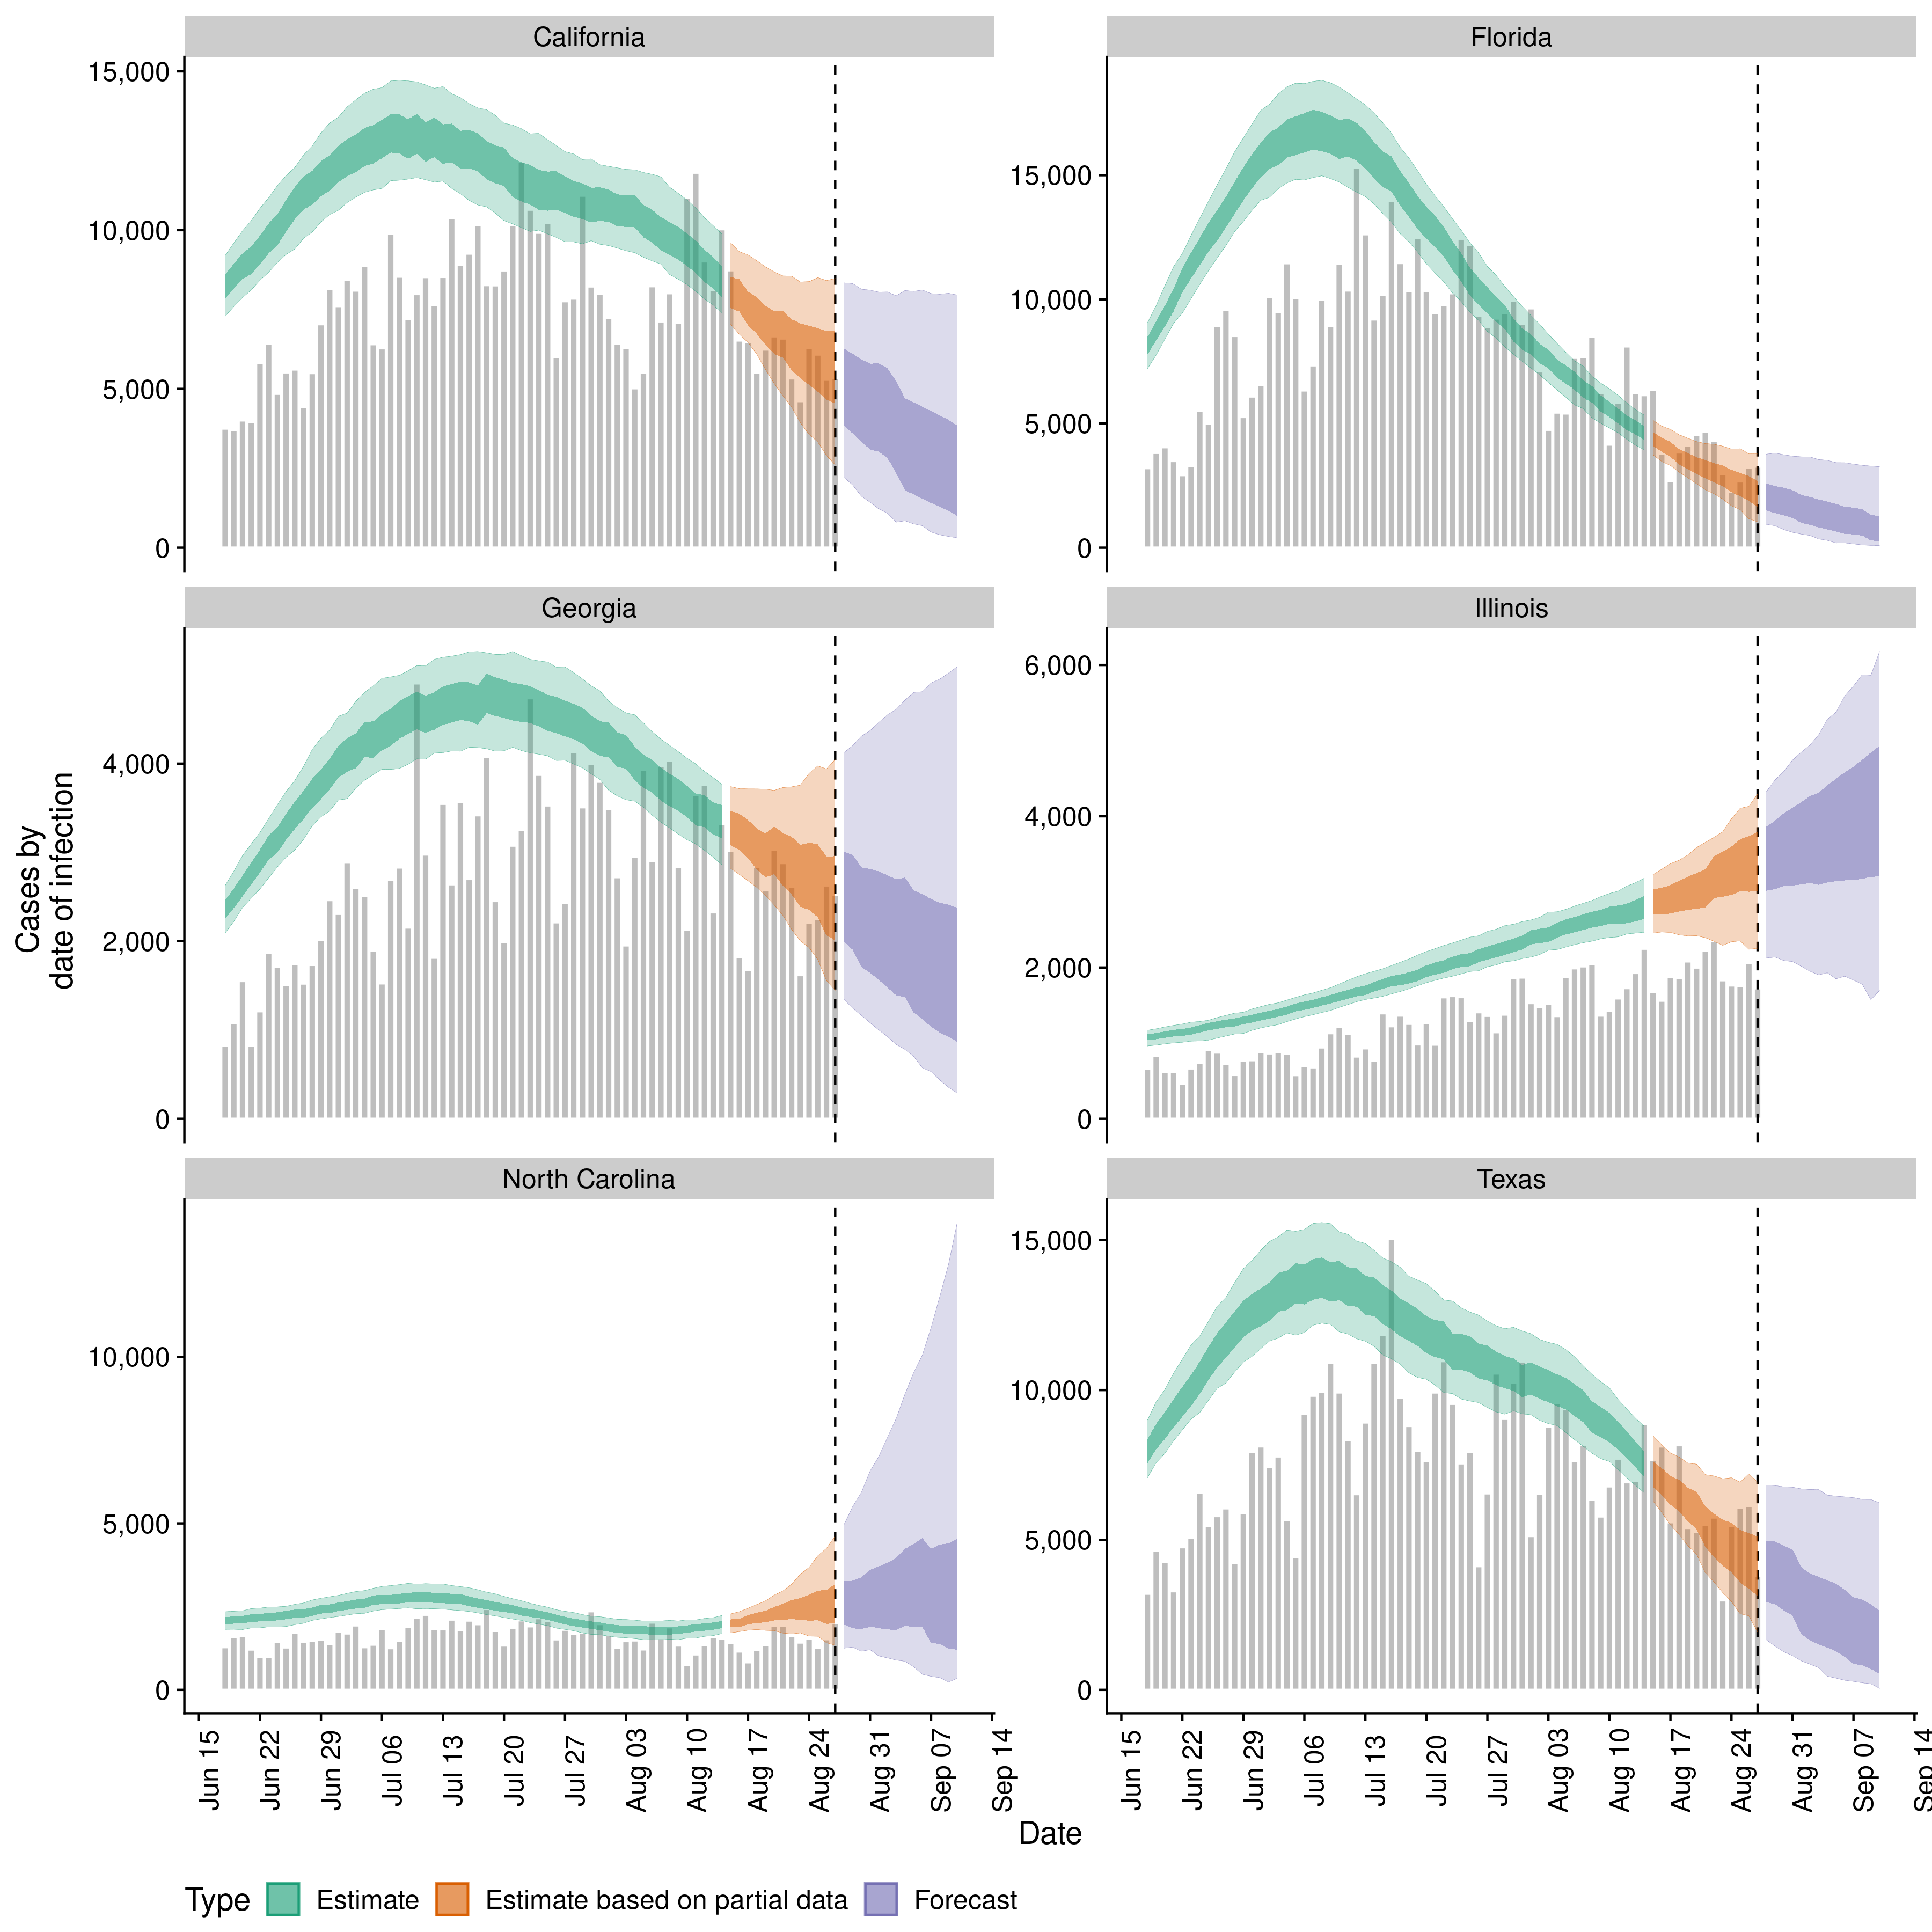 California
Florida
15,000
10,000
5,000
0
15,000
10,000
5,000
0
Georgia
Illinois
4,000
2,000
0
6,000
4,000
2,000
0
North Carolina
Texas
10,000
5,000
0
15,000
10,000
5,000
0
Cases by
date of infection
Jun 15
Jun 22
Jun 29
Jul 06
Jul 13
Jul 20
Jul 27
Aug 03
Aug 10
Aug 17
Aug 24
Aug 31
Sep 07
Sep 14
Jun 15
Jun 22
Jun 29
Jul 06
Jul 13
Jul 20
Jul 27
Aug 03
Aug 10
Aug 17
Aug 24
Aug 31
Sep 07
Sep 14
Date
Type Estimate Estimate based on partial data Forecast